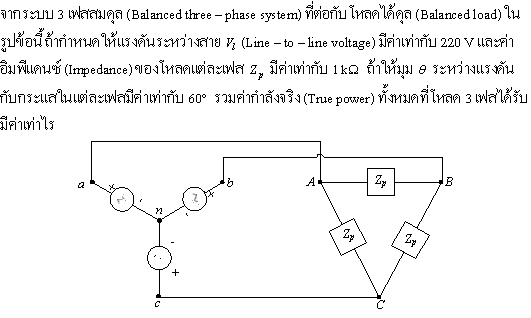 จากระบบ 3 เฟสสมดุล (Balanced three – phase system) ที่ต่อกับโหลดได้ดุล (Balanced load) ใน
รูปข้อนี้ ถ้ากำหนดให้แรงดันระหว่างสาย V_l (Line – to – line voltage) มีค่าเท่ากับ 220 V และค่า
อิมพีแดนซ์ (Impedance) ของโหลดแต่ละเฟส Z_p มีค่าเท่ากับ 1 kΩ ถ้าให้มุม θ ระหว่างแรงดัน
กับกระแสในแต่ละเฟสมีค่าเท่ากับ 60° รวมค่ากำลังจริง (True power) ทั้งหมดที่โหลด 3 เฟสได้รับ
มีค่าเท่าไร
a b A Z_p B
n
Z_p Z_p
-
+
c C